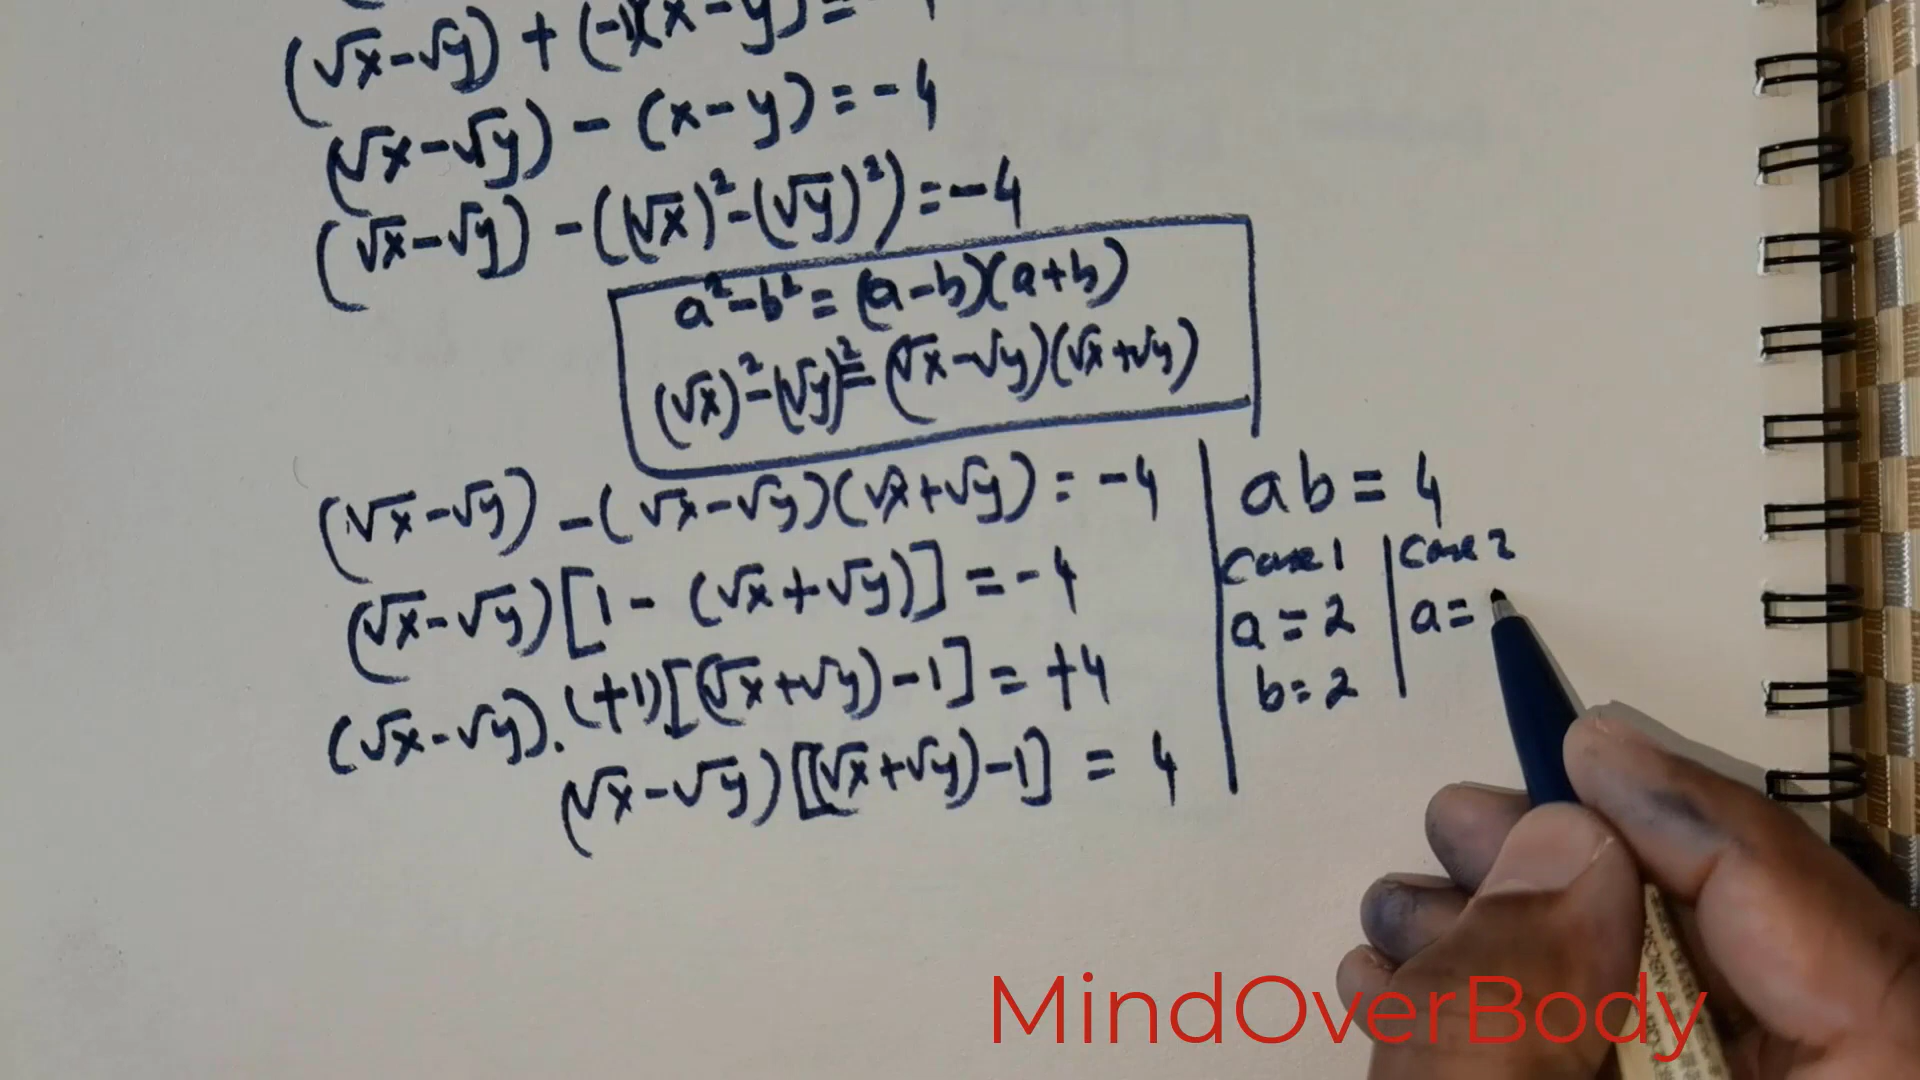 (√x-√y) + (-1)(x-y) =
(√x-√y) - (x-y) = -4
(√x-√y) - ((√x)²-(√y)²) = -4
a²-b² = (a-b)(a+b)
(√x)²-(√y)² = (√x-√y)(√x+√y)
(√x-√y) - (√x-√y)(√x+√y) = -4
(√x-√y)[1 - (√x+√y)] = -4
(√x-√y).(+1)[(√x+√y)-1] = +4
(√x-√y)[(√x+√y)-1] = 4
ab = 4
case 1
a = 2
b = 2
case 2
a =
MindOverBody